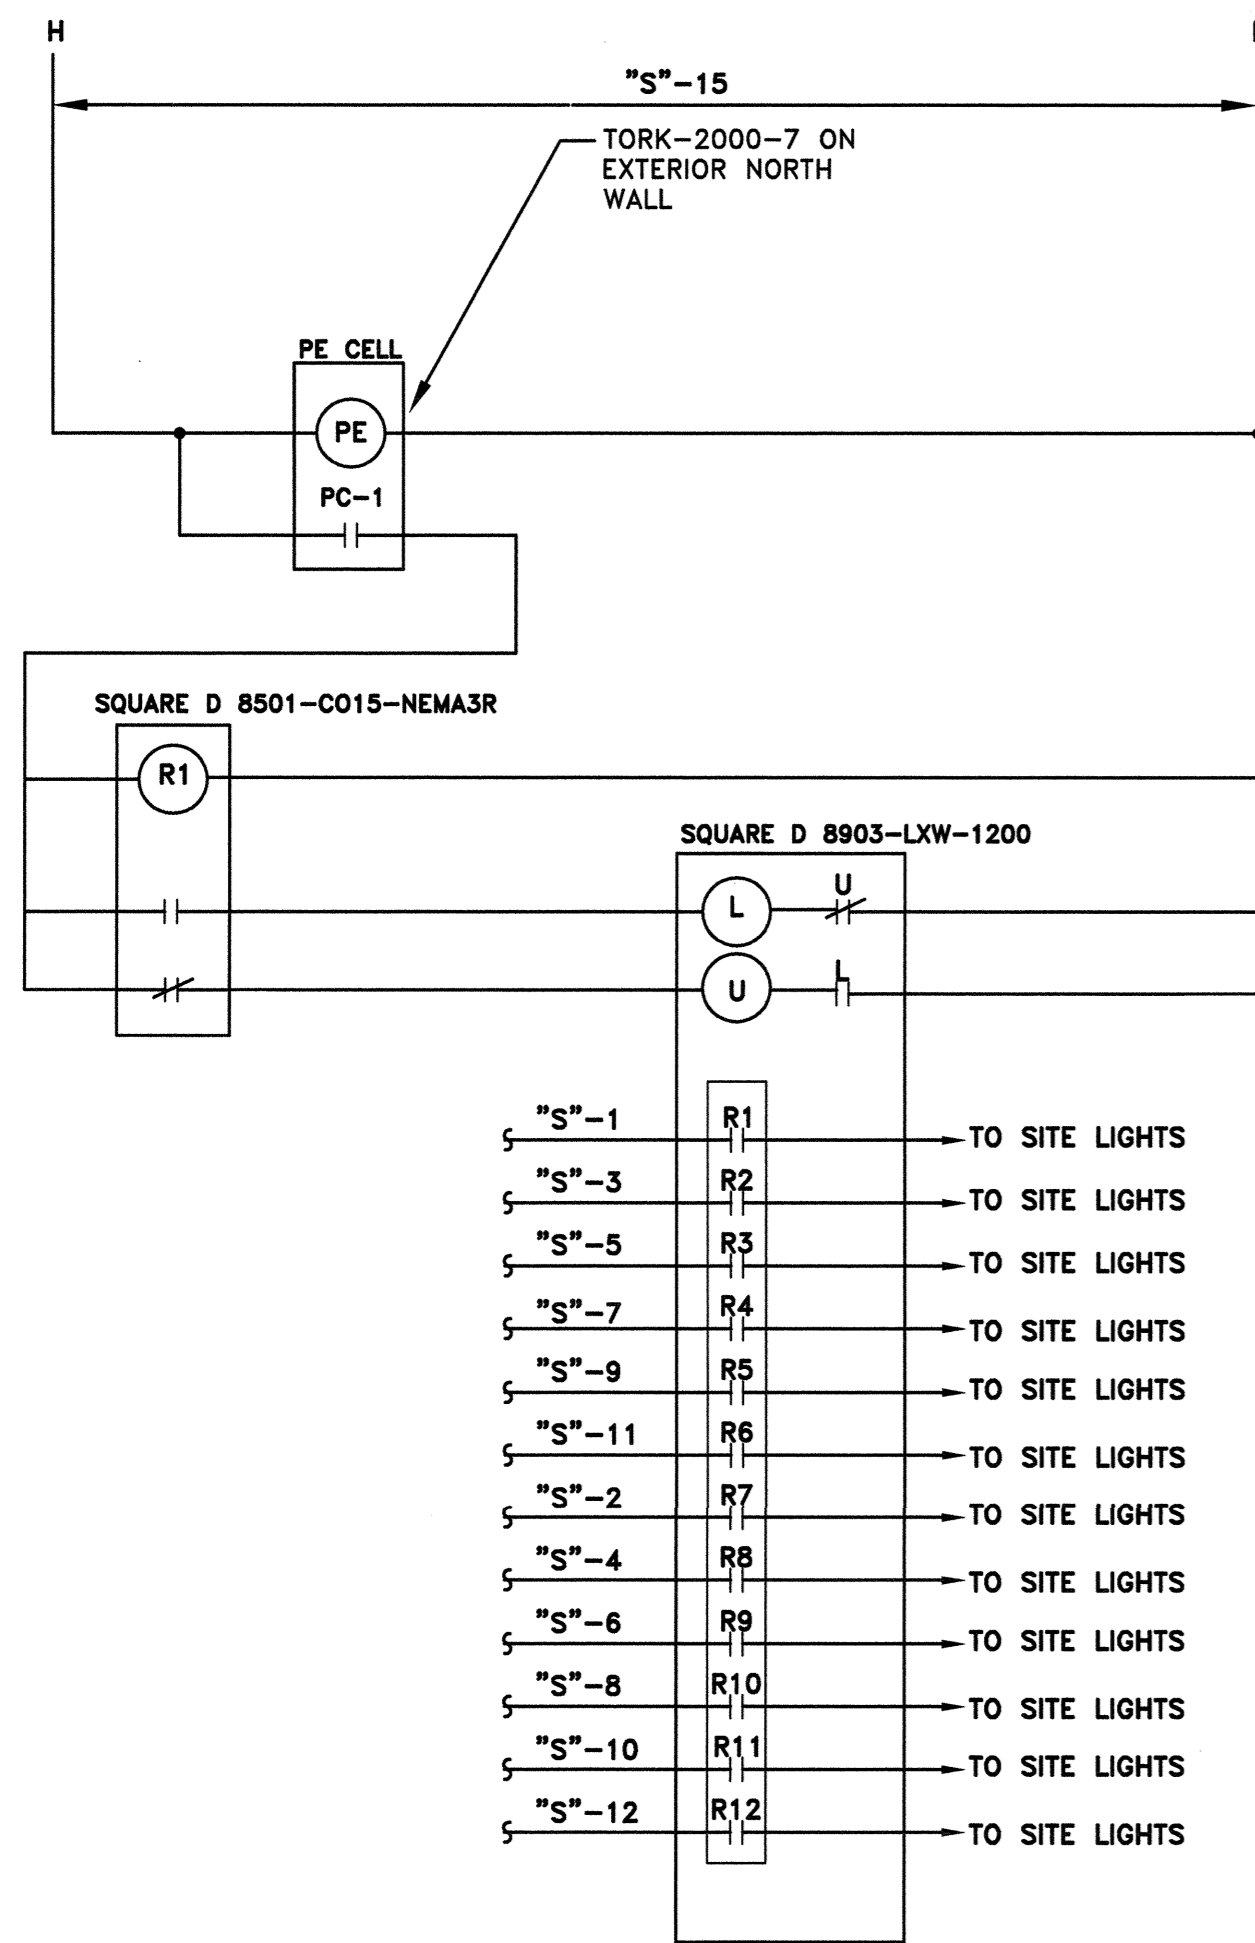 H
”S”-15
TORK-2000-7 ON
EXTERIOR NORTH
WALL
PE CELL
PE
PC-1
SQUARE D 8501-CO15-NEMA3R
R1
SQUARE D 8903-LXW-1200
L U
U L
”S”-1 R1 TO SITE LIGHTS
”S”-3 R2 TO SITE LIGHTS
”S”-5 R3 TO SITE LIGHTS
”S”-7 R4 TO SITE LIGHTS
”S”-9 R5 TO SITE LIGHTS
”S”-11 R6 TO SITE LIGHTS
”S”-2 R7 TO SITE LIGHTS
”S”-4 R8 TO SITE LIGHTS
”S”-6 R9 TO SITE LIGHTS
”S”-8 R10 TO SITE LIGHTS
”S”-10 R11 TO SITE LIGHTS
”S”-12 R12 TO SITE LIGHTS